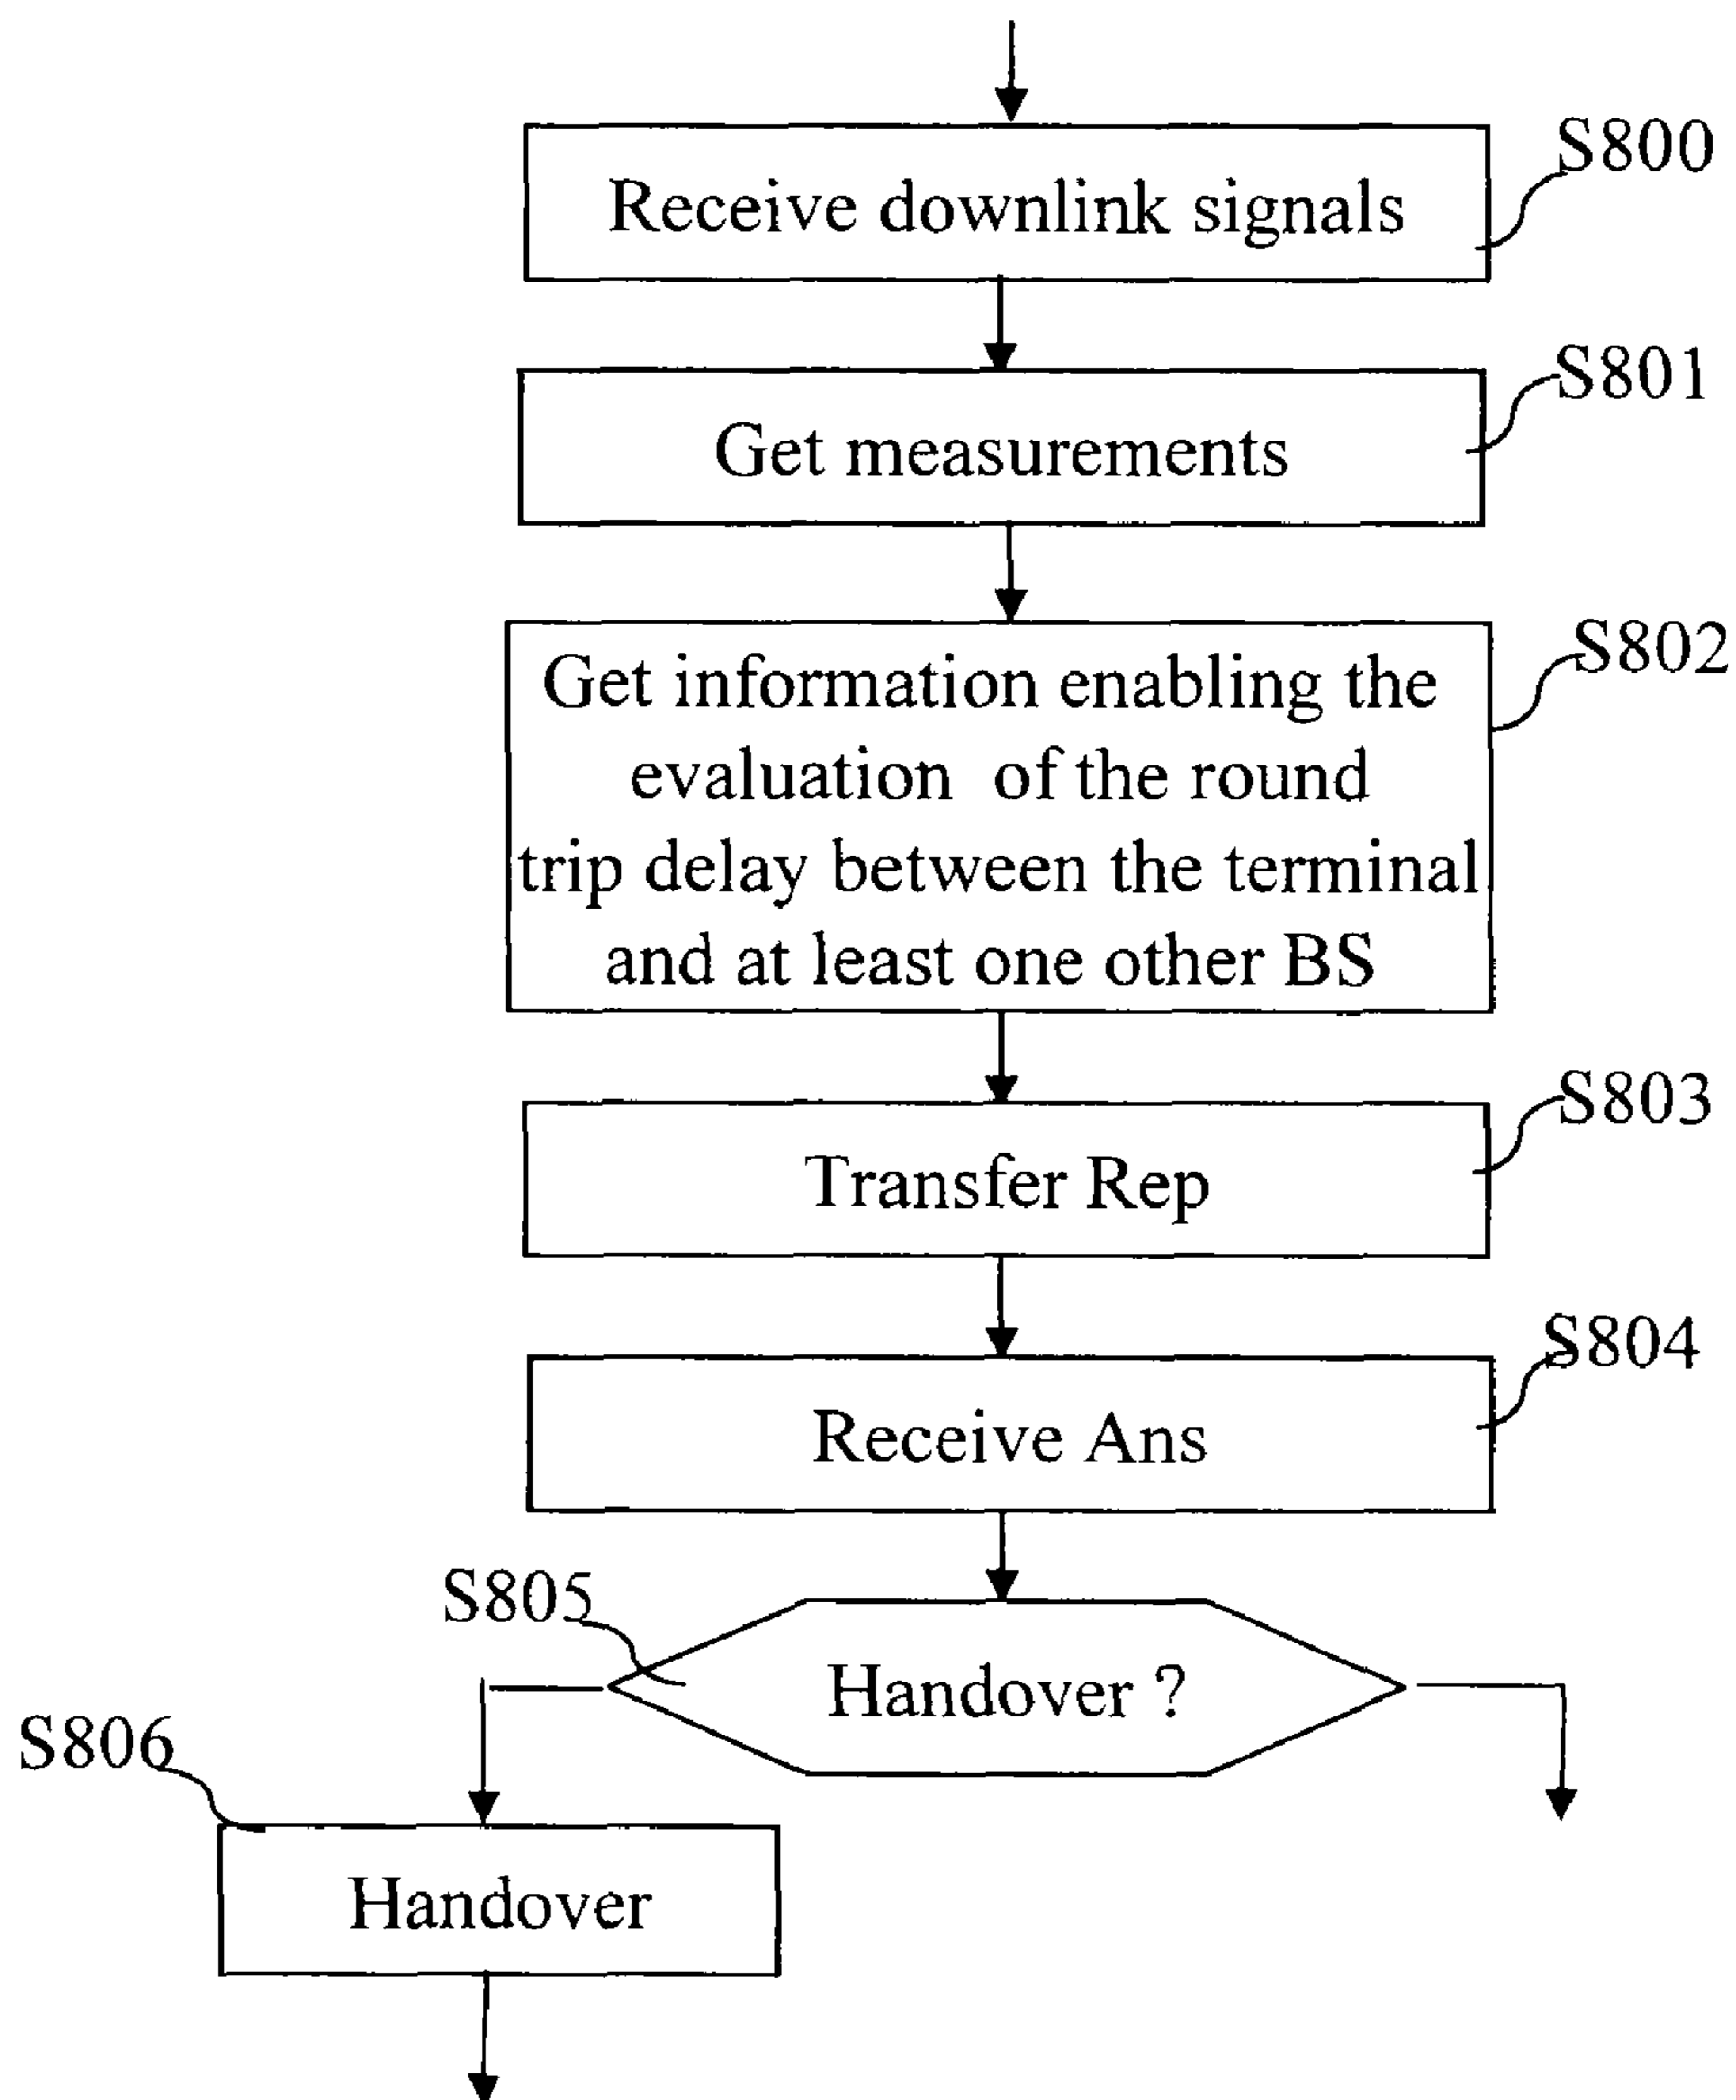 S800
Receive downlink signals
S801
Get measurements
S802
Get information enabling the
evaluation of the round
trip delay between the terminal
and at least one other BS
S803
Transfer Rep
S804
Receive Ans
S805
Handover ?
S806
Handover